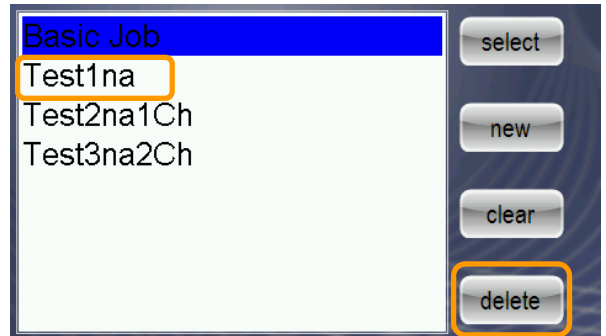 Basic Job
Test1na
Test2na1Ch
Test3na2Ch
select
new
clear
delete